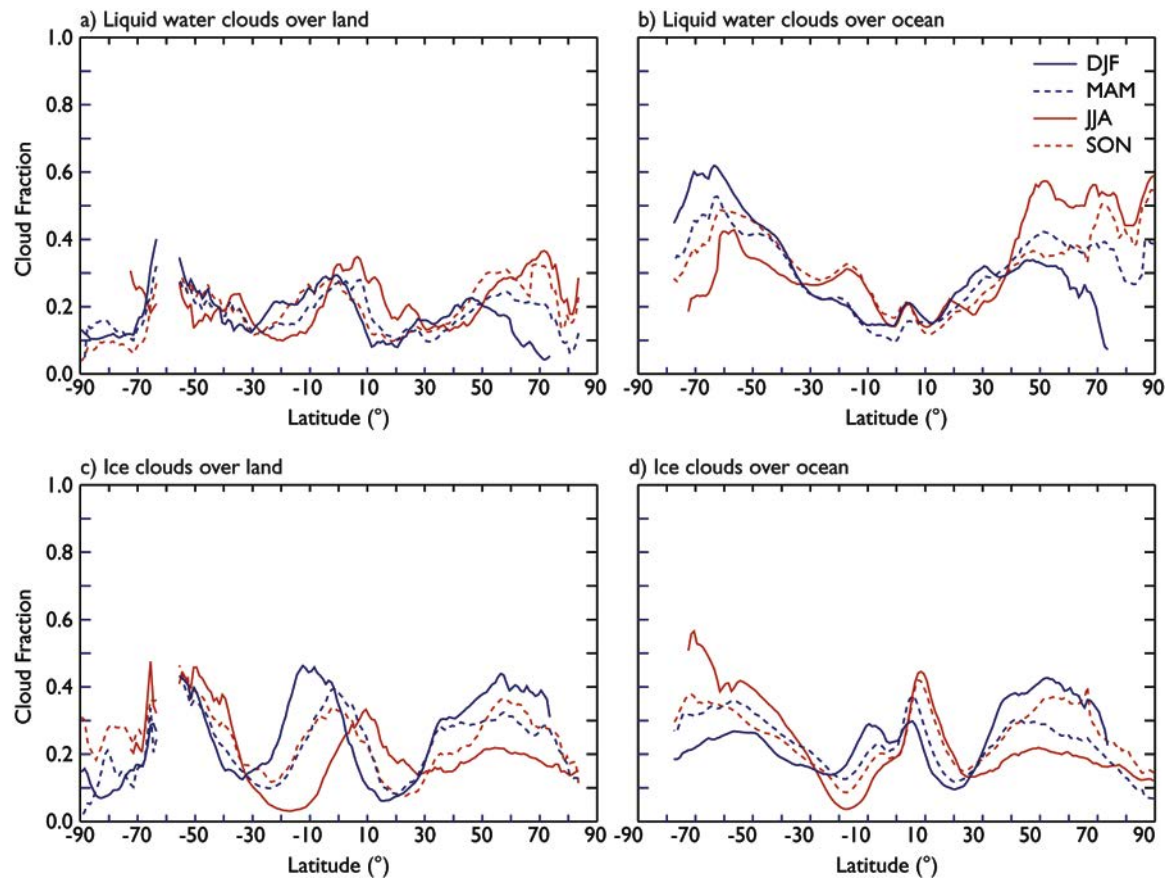 a) Liquid water clouds over land
b) Liquid water clouds over ocean
1.0
0.8
0.6
0.4
0.2
0.0
Cloud Fraction
DJF
MAM
JJA
SON
-90 -70 -50 -30 -10 10 30 50 70 90
-90 -70 -50 -30 -10 10 30 50 70 90
Latitude (°)
Latitude (°)
c) Ice clouds over land
d) Ice clouds over ocean
1.0
0.8
0.6
0.4
0.2
0.0
Cloud Fraction
-90 -70 -50 -30 -10 10 30 50 70 90
-90 -70 -50 -30 -10 10 30 50 70 90
Latitude (°)
Latitude (°)